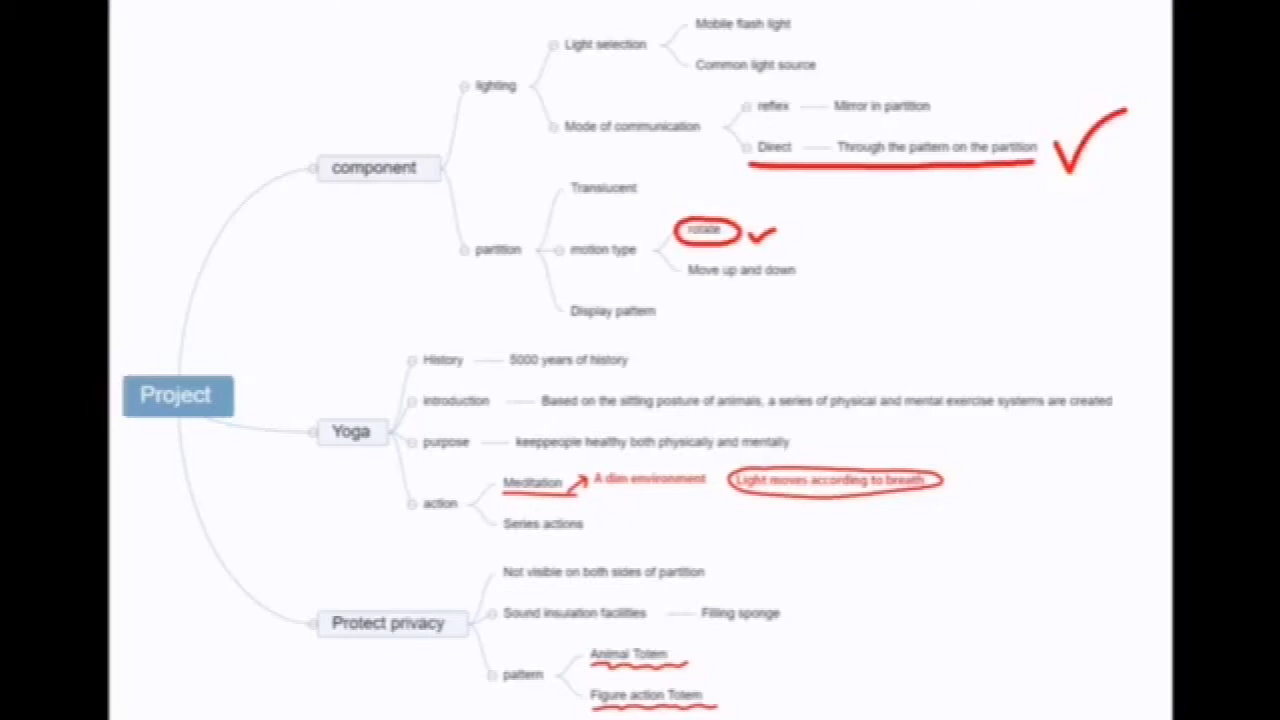 Mobile flash light
Light selection
Common light source
lighting
reflex Mirror in partition
Mode of communication
Direct Through the pattern on the partition
component
Translucent
rotate
partition motion type
Move up and down
Display pattern
History 5000 years of history
Project
introduction Based on the sitting posture of animals, a series of physical and mental exercise systems are created
Yoga
purpose keeppeople healthy both physically and mentally
Meditation A dim environment Light moves according to breath
action
Series actions
Not visible on both sides of partition
Sound insulation facilities Filling sponge
Protect privacy
Animal Totem
pattern
Figure action Totem